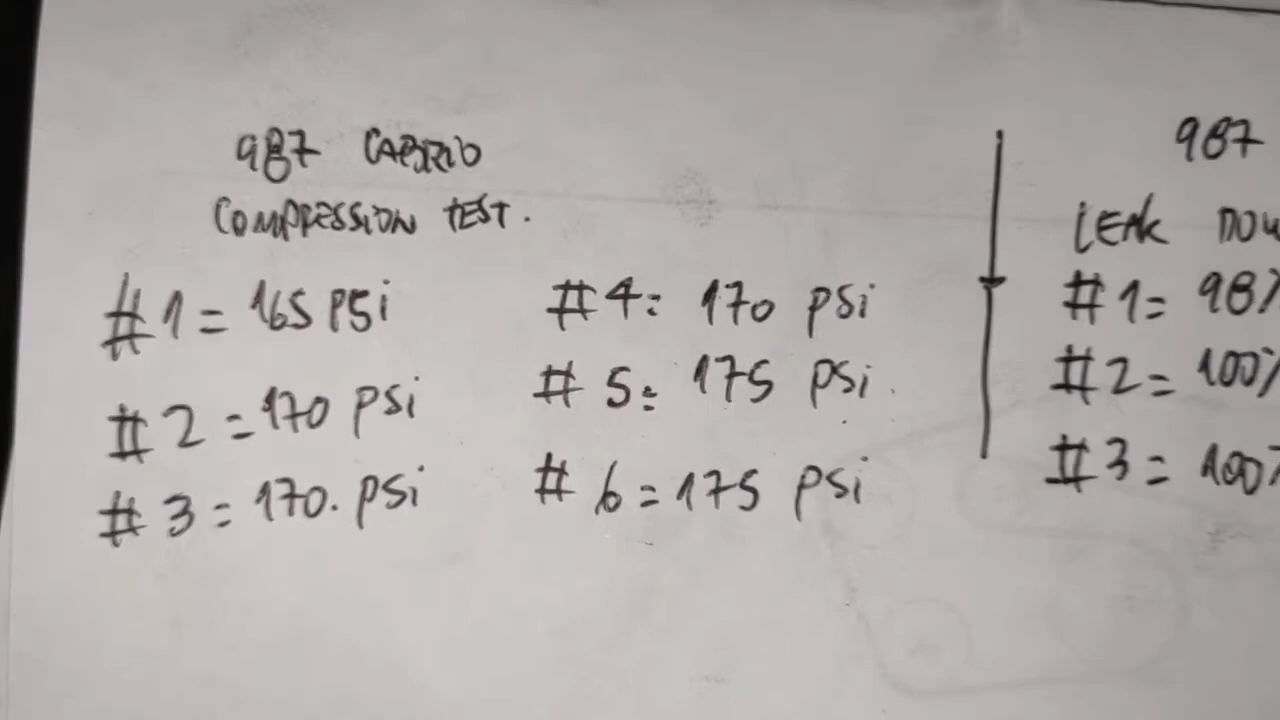 987 CABRIO
COMPRESSION TEST.
#1 = 165 PSi
#2 = 170 psi
#3 = 170. psi
#4: 170 psi
#5: 175 psi.
#6 = 175 psi
987
LEAK DOW
#1= 98%
#2= 100%
#3= 100%